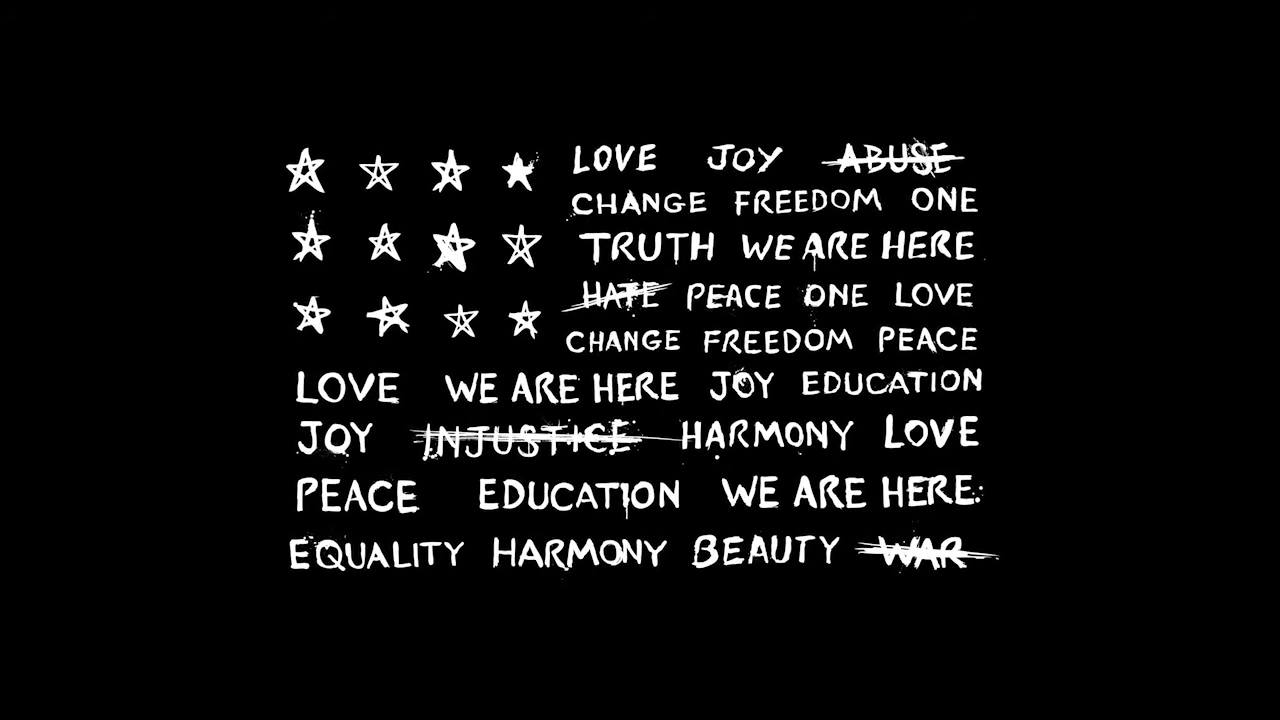 LOVE JOY ABUSE
CHANGE FREEDOM ONE
TRUTH WE ARE HERE
HATE PEACE ONE LOVE
CHANGE FREEDOM PEACE
LOVE WE ARE HERE JOY EDUCATION
JOY INJUSTICE HARMONY LOVE
PEACE EDUCATION WE ARE HERE
EQUALITY HARMONY BEAUTY WAR